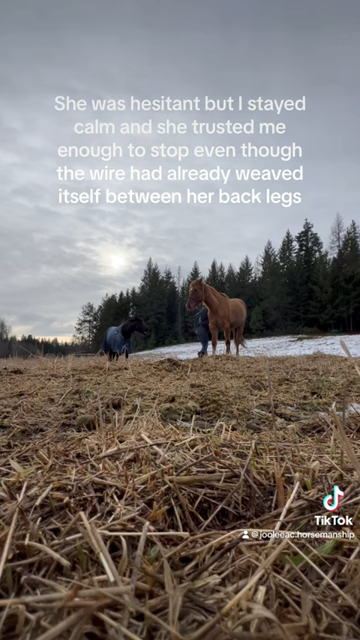 She was hesitant but I stayed
calm and she trusted me
enough to stop even though
the wire had already weaved
itself between her back legs
TikTok
@jooleeac.horsemanship